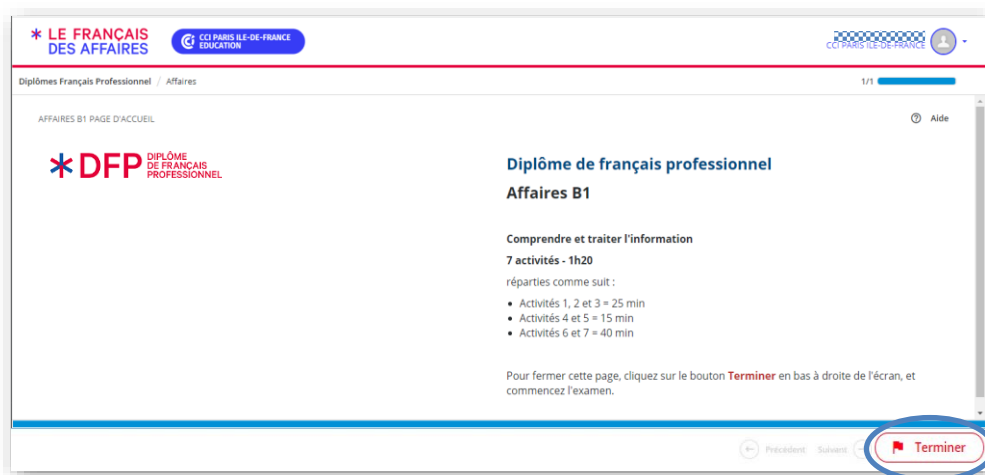 LE FRANÇAIS
DES AFFAIRES
CCI PARIS ILE-DE-FRANCE
EDUCATION
CCI PARIS ILE-DE-FRANCE
Diplômes Français Professionnel / Affaires
1/1
AFFAIRES B1 PAGE D'ACCUEIL
Aide
DFP DIPLÔME
DE FRANÇAIS
PROFESSIONNEL
Diplôme de français professionnel
Affaires B1
Comprendre et traiter l'information
7 activités - 1h20
réparties comme suit :
• Activités 1, 2 et 3 = 25 min
• Activités 4 et 5 = 15 min
• Activités 6 et 7 = 40 min
Pour fermer cette page, cliquez sur le bouton Terminer en bas à droite de l'écran, et
commencez l'examen.
Précédent Suivant Terminer